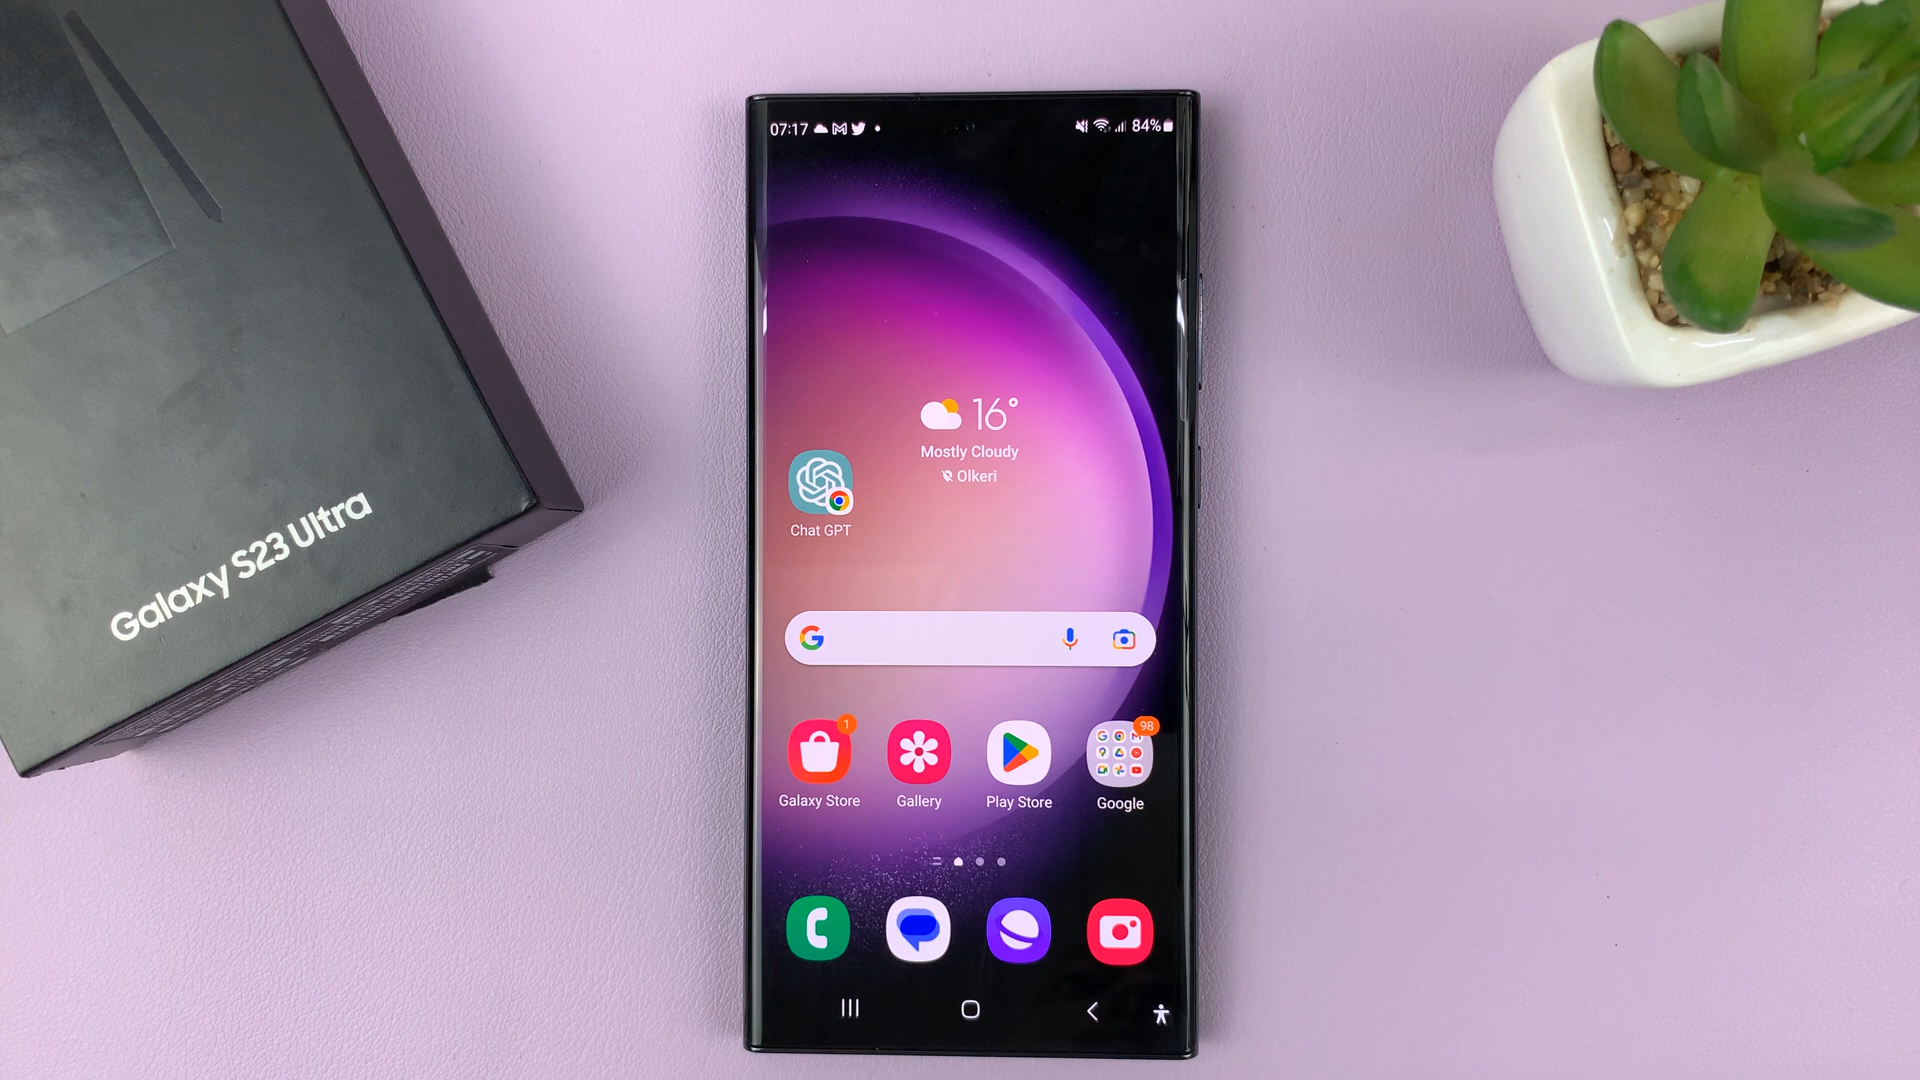 Galaxy S23 Ultra
07:17
84%
16°
Mostly Cloudy
Olkeri
Chat GPT
1
98
Galaxy Store
Gallery
Play Store
Google